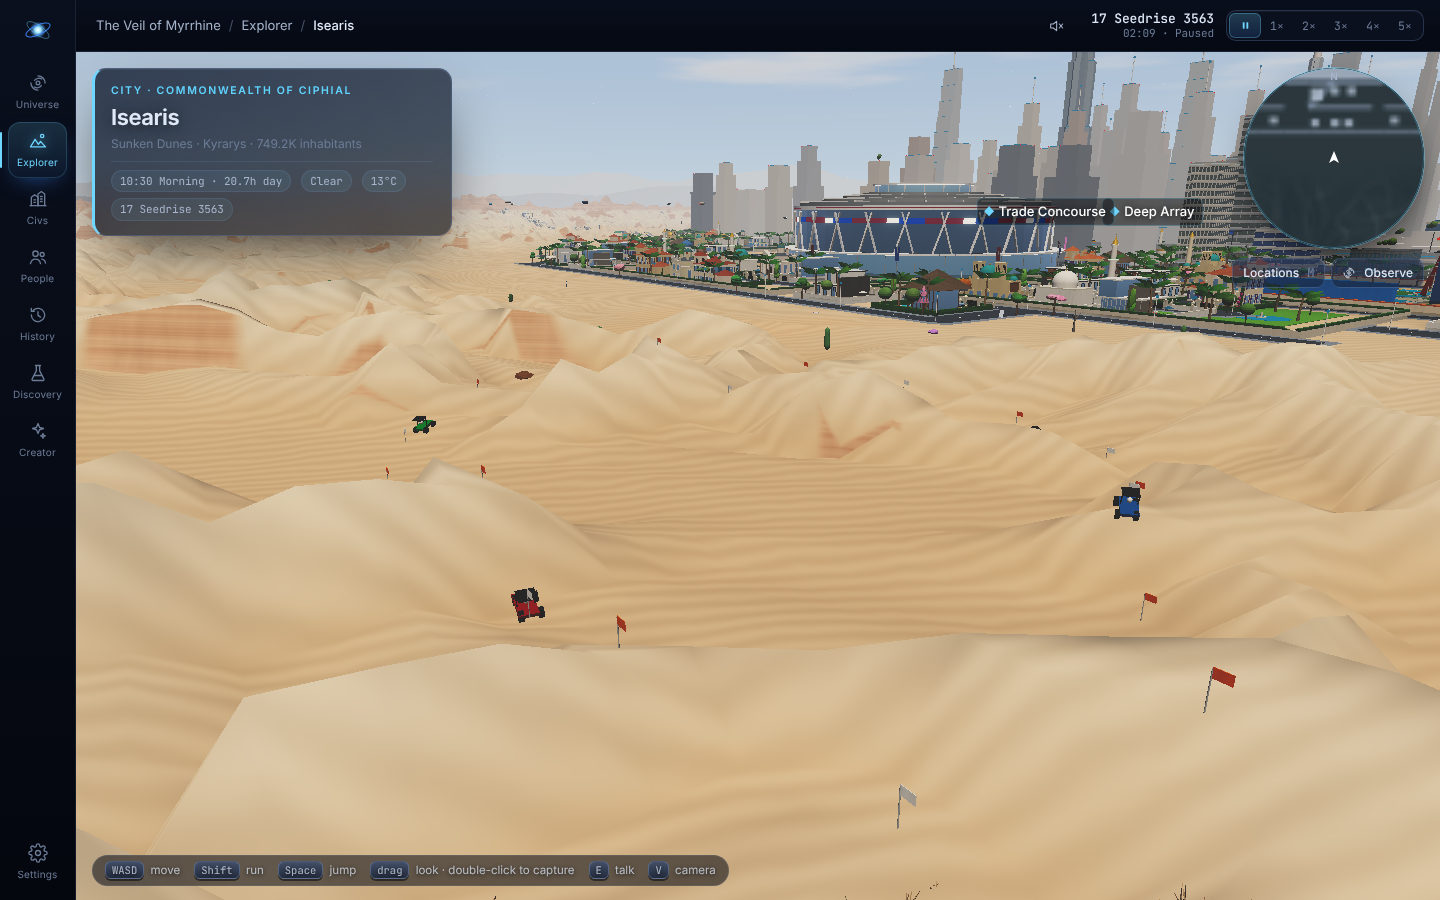 The Veil of Myrrhine / Explorer / Isearis
17 Seedrise 3563
02:09 · Paused
1× 2× 3× 4× 5×
Universe
Explorer
Civs
People
History
Discovery
Creator
Settings
CITY · COMMONWEALTH OF CIPHIAL
Isearis
Sunken Dunes · Kyrarys · 749.2K inhabitants
10:30 Morning · 20.7h day
Clear
13°C
17 Seedrise 3563
N
Trade Concourse
Deep Array
Locations M
Observe
WASD move Shift run Space jump drag look · double-click to capture E talk V camera